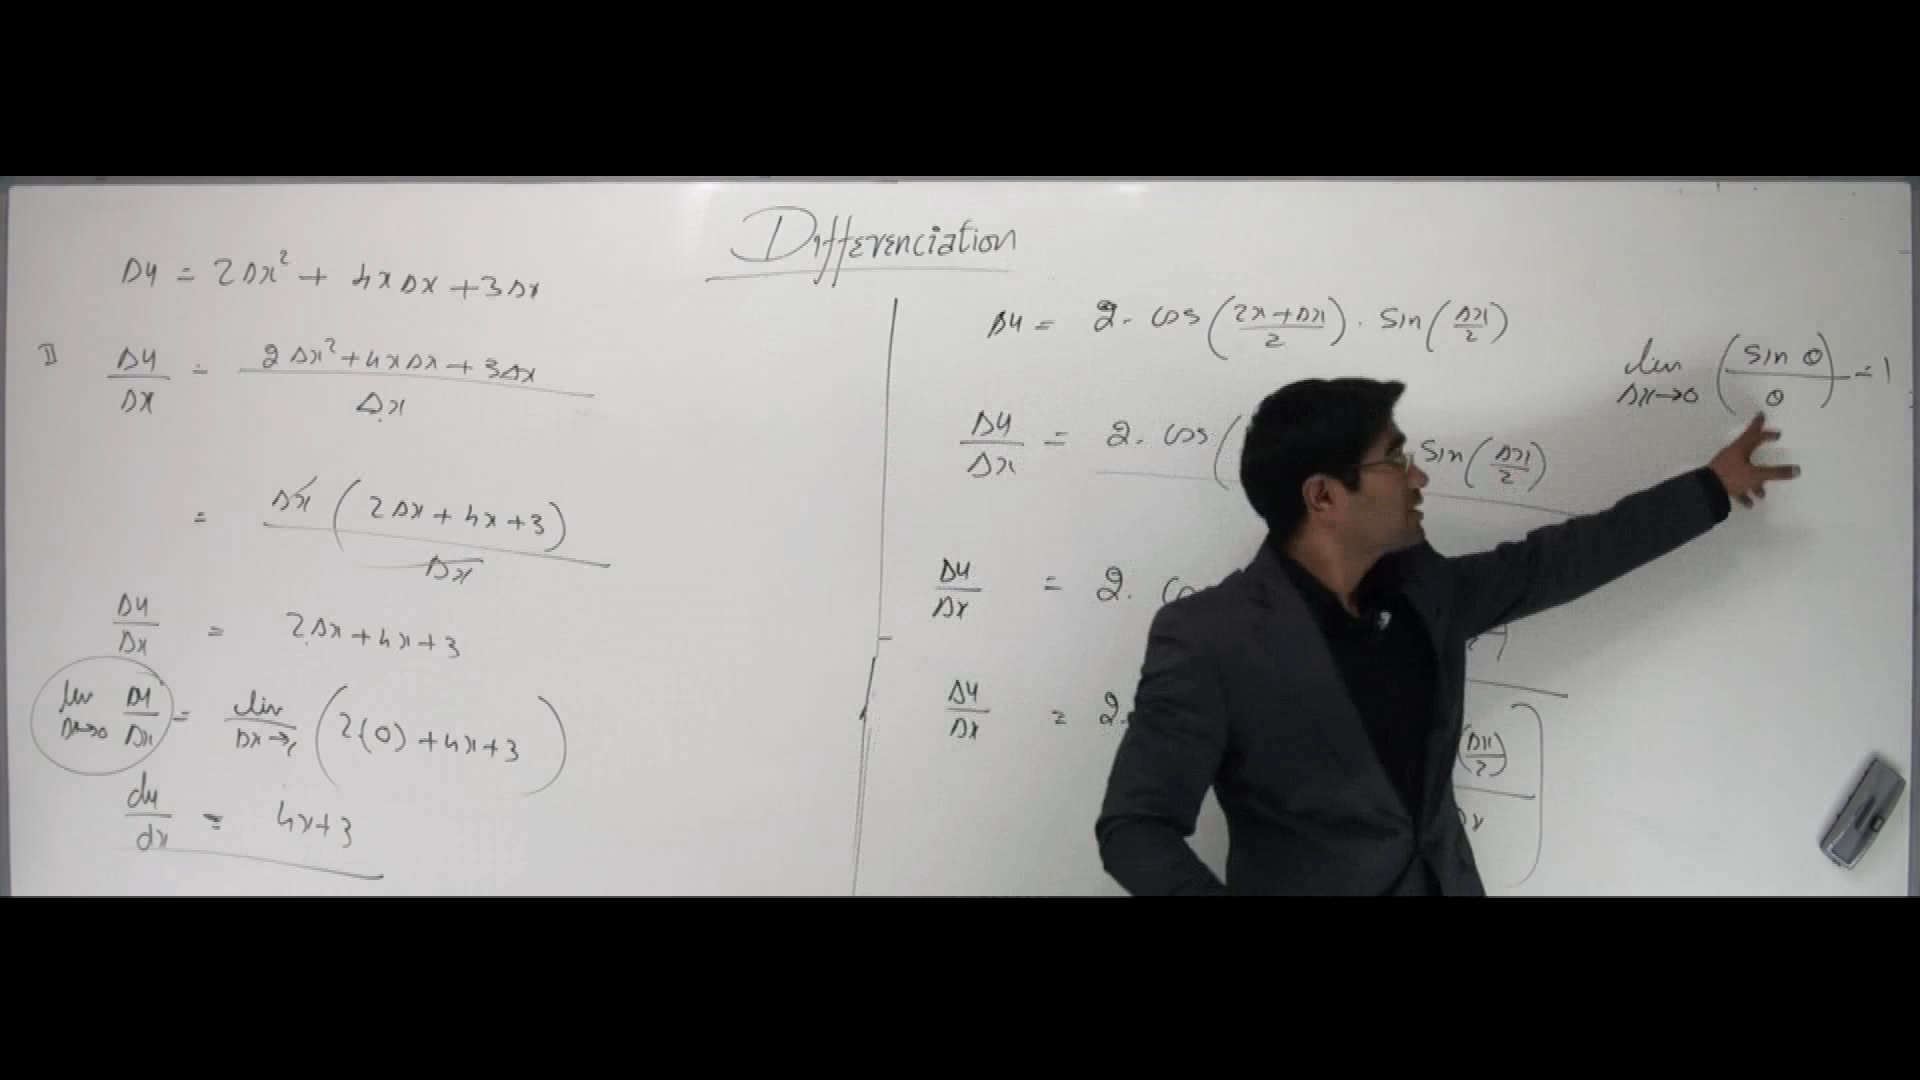 Differenciation
Δy = 2Δx² + 4xΔx + 3Δx
I Δy/Δx = (2Δx² + 4xΔx + 3Δx)/Δx
= Δx(2Δx + 4x + 3)/Δx
Δy/Δx = 2Δx + 4x + 3
lim Δx→0 Δy/Δx = lim Δx→ (2(0) + 4x + 3)
dy/dx = 4x+3
Δy = 2. cos((2x+Δx)/2) . sin(Δx/2)
lim Δx→0 (sin θ/θ) = 1
Δy/Δx = 2. cos( sin(Δx/2)
Δy/Δx = 2.
Δy/Δx = 2. (Δx/2)